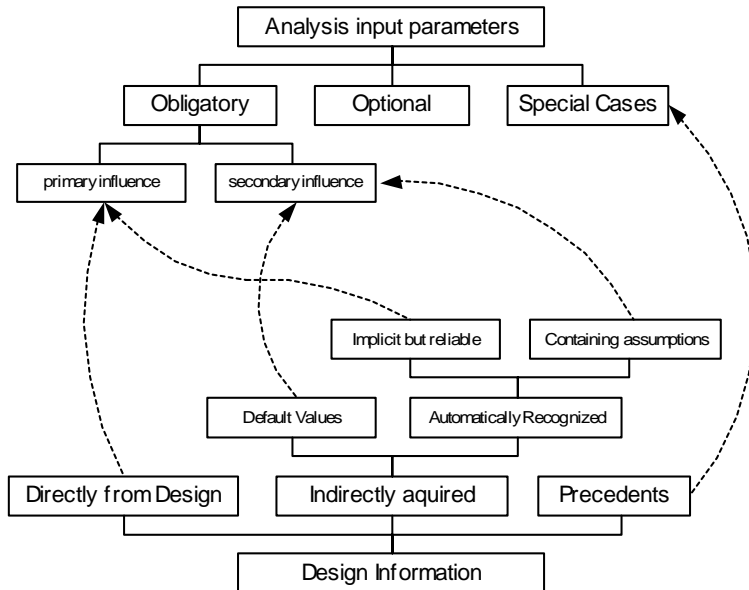 Analysis input parameters
Obligatory
Optional
Special Cases
primary influence
secondary influence
Implicit but reliable
Containing assumptions
Default Values
Automatically Recognized
Directly from Design
Indirectly aquired
Precedents
Design Information